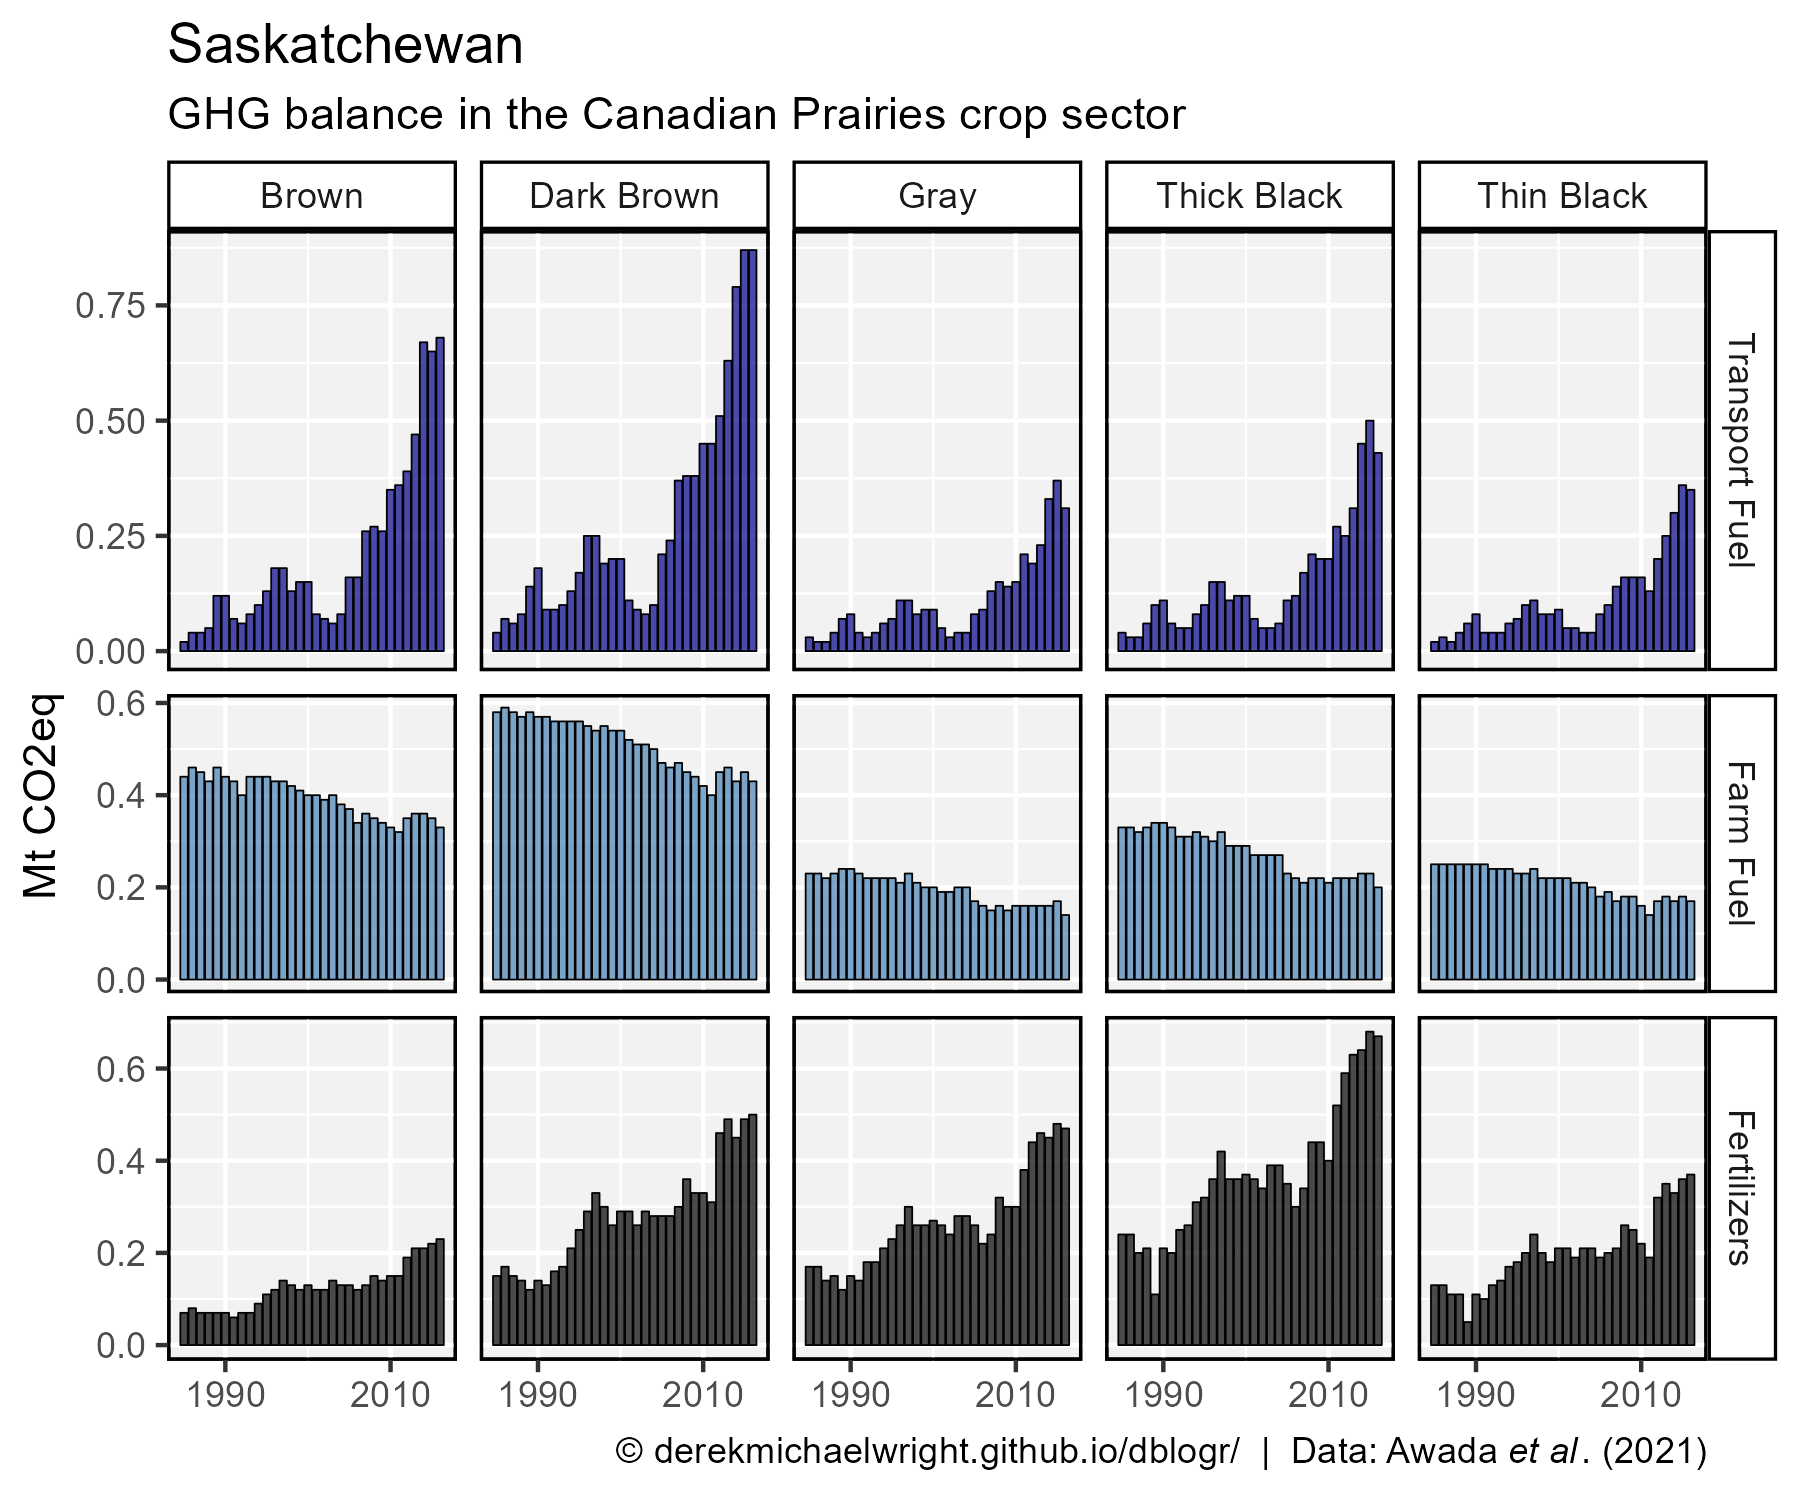 Saskatchewan
GHG balance in the Canadian Prairies crop sector
Brown
Dark Brown
Gray
Thick Black
Thin Black
Mt CO2eq
0.75
0.50
0.25
0.00
Transport Fuel
0.6
0.4
0.2
0.0
Farm Fuel
0.6
0.4
0.2
0.0
Fertilizers
1990 2010 1990 2010 1990 2010 1990 2010 1990 2010
© derekmichaelwright.github.io/dblogr/ | Data: Awada et al. (2021)